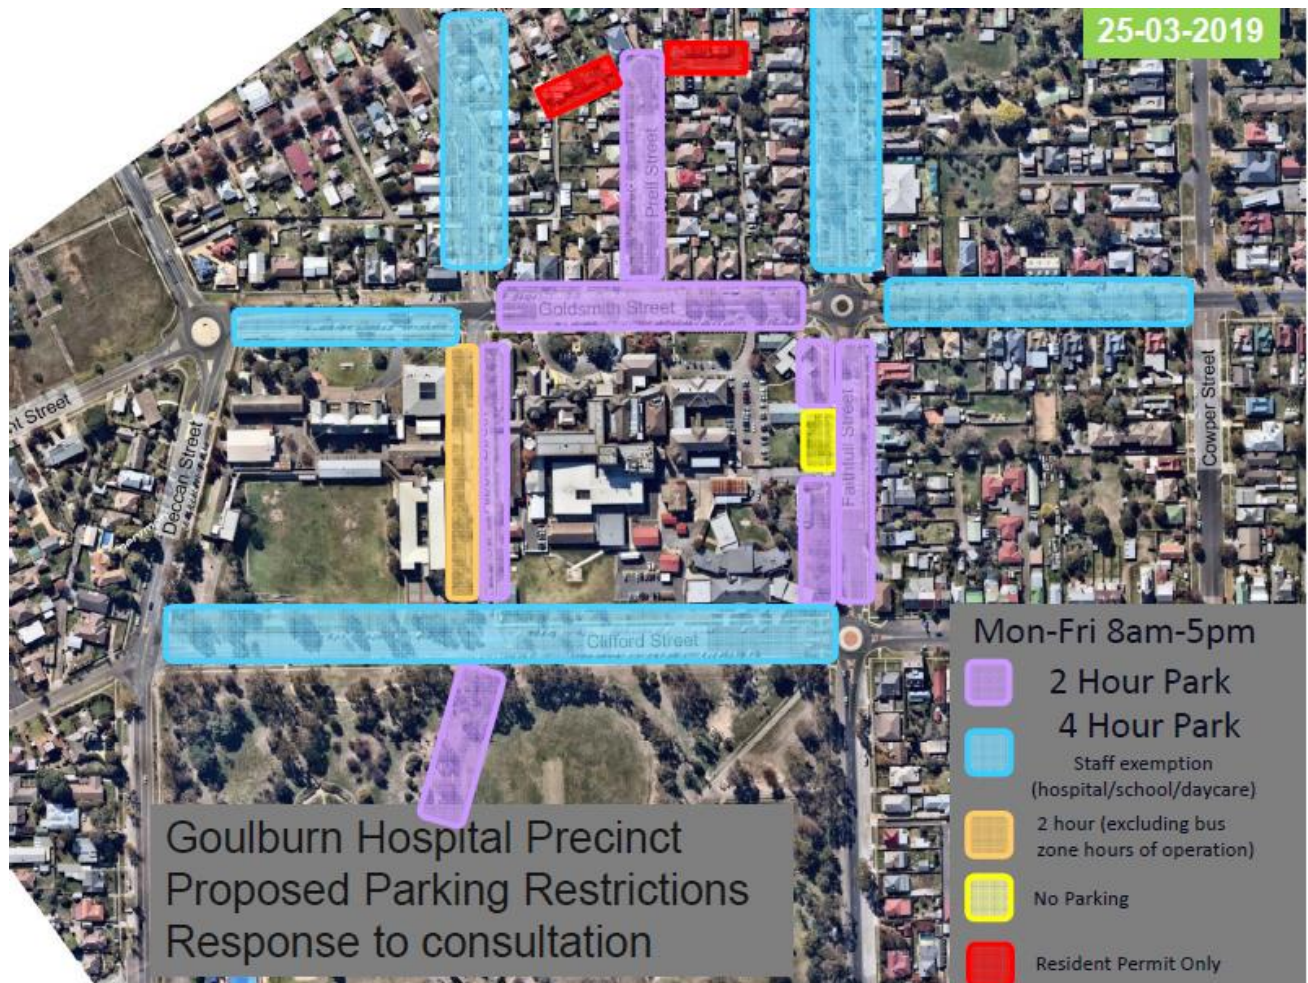 25-03-2019
Prell Street
Goldsmith Street
Street
Deccan Street
Faithfull Street
Cowper Street
Clifford Street
Mon-Fri 8am-5pm
2 Hour Park
4 Hour Park
Staff exemption
(hospital/school/daycare)
2 hour (excluding bus
zone hours of operation)
No Parking
Resident Permit Only
Goulburn Hospital Precinct
Proposed Parking Restrictions
Response to consultation